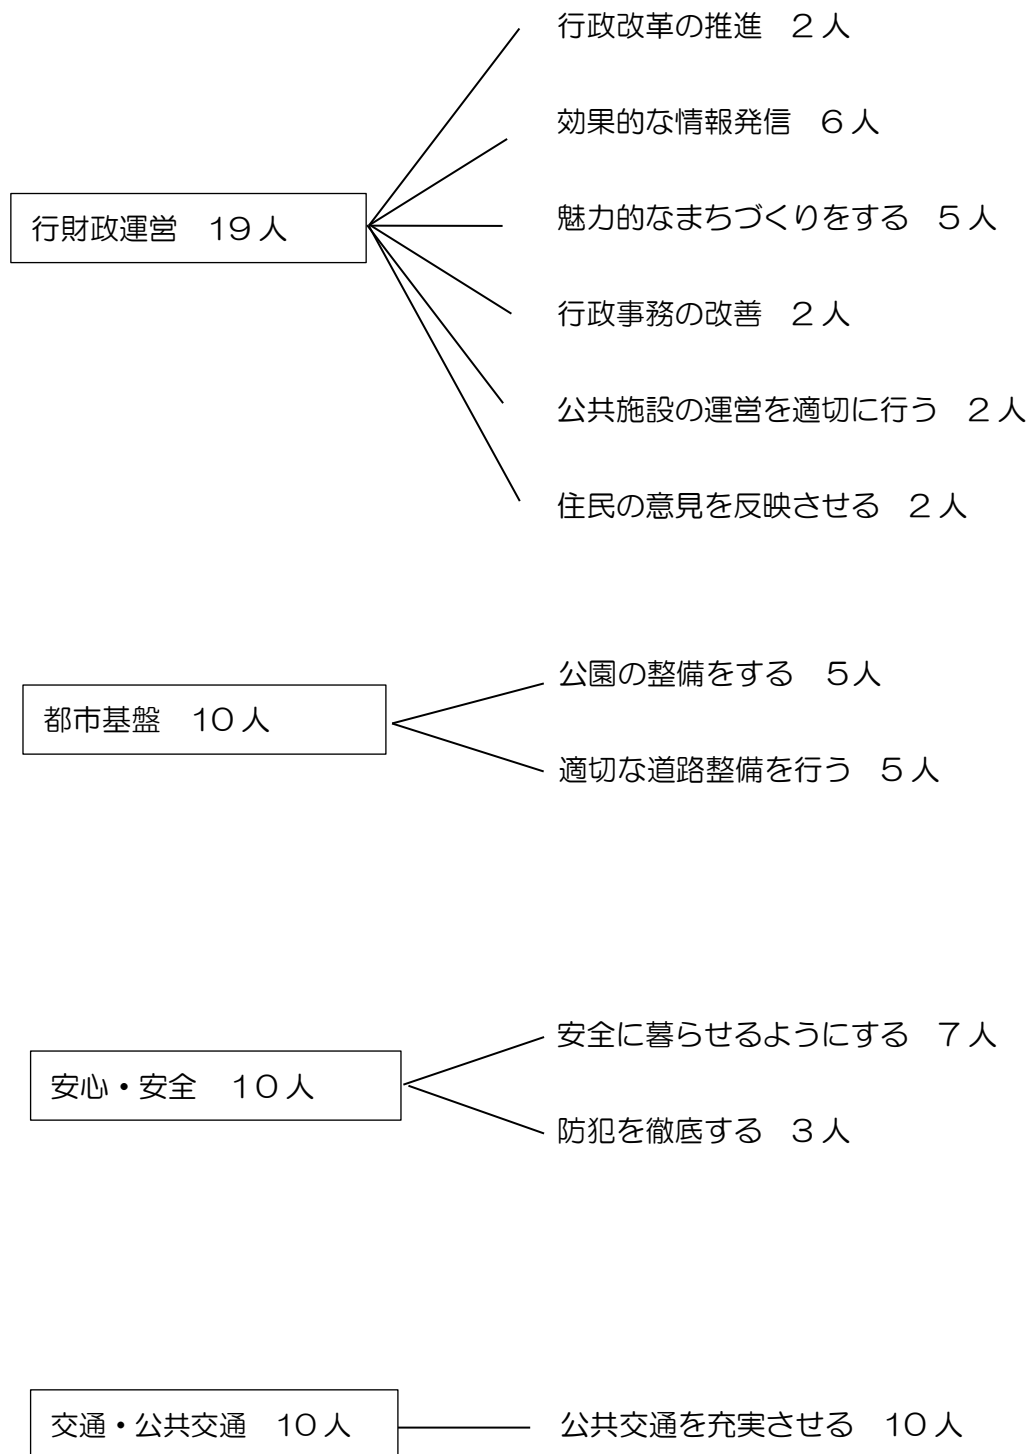 行政改革の推進　2人
効果的な情報発信　6人
行財政運営　19人
魅力的なまちづくりをする　5人
行政事務の改善　2人
公共施設の運営を適切に行う　2人
住民の意見を反映させる　2人
公園の整備をする　5人
都市基盤　10人
適切な道路整備を行う　5人
安全に暮らせるようにする　7人
安心・安全　10人
防犯を徹底する　3人
交通・公共交通　10人
公共交通を充実させる　10人